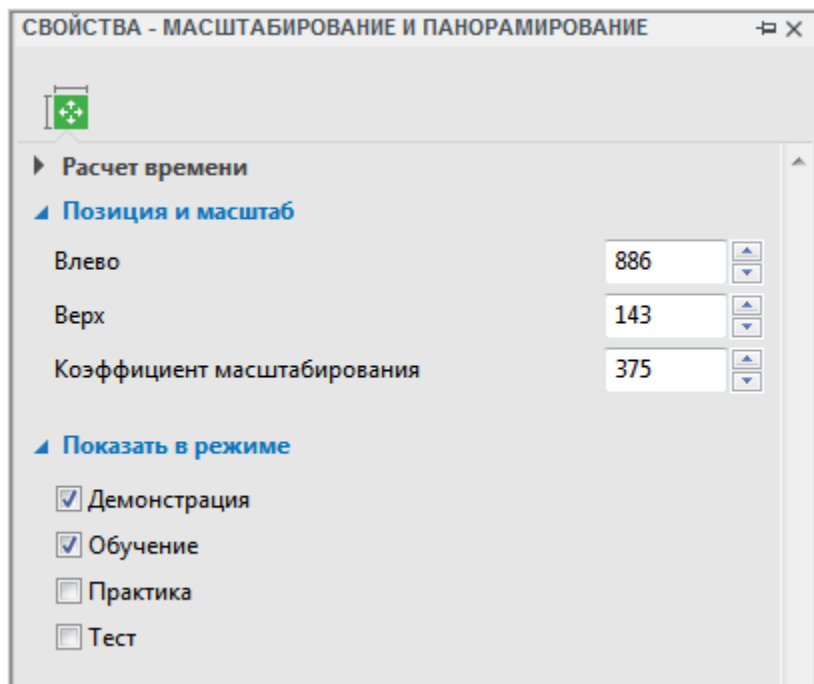 СВОЙСТВА - МАСШТАБИРОВАНИЕ И ПАНОРАМИРОВАНИЕ
Расчет времени
Позиция и масштаб
Влево 886
Верх 143
Коэффициент масштабирования 375
Показать в режиме
Демонстрация
Обучение
Практика
Тест